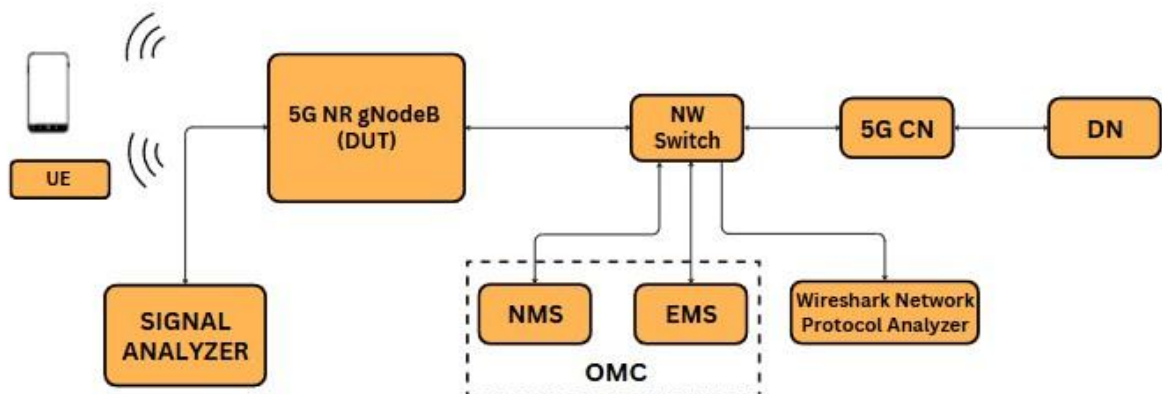 5G NR gNodeB
(DUT)
NW
Switch
5G CN
DN
UE
SIGNAL
ANALYZER
NMS
EMS
Wireshark Network
Protocol Analyzer
OMC